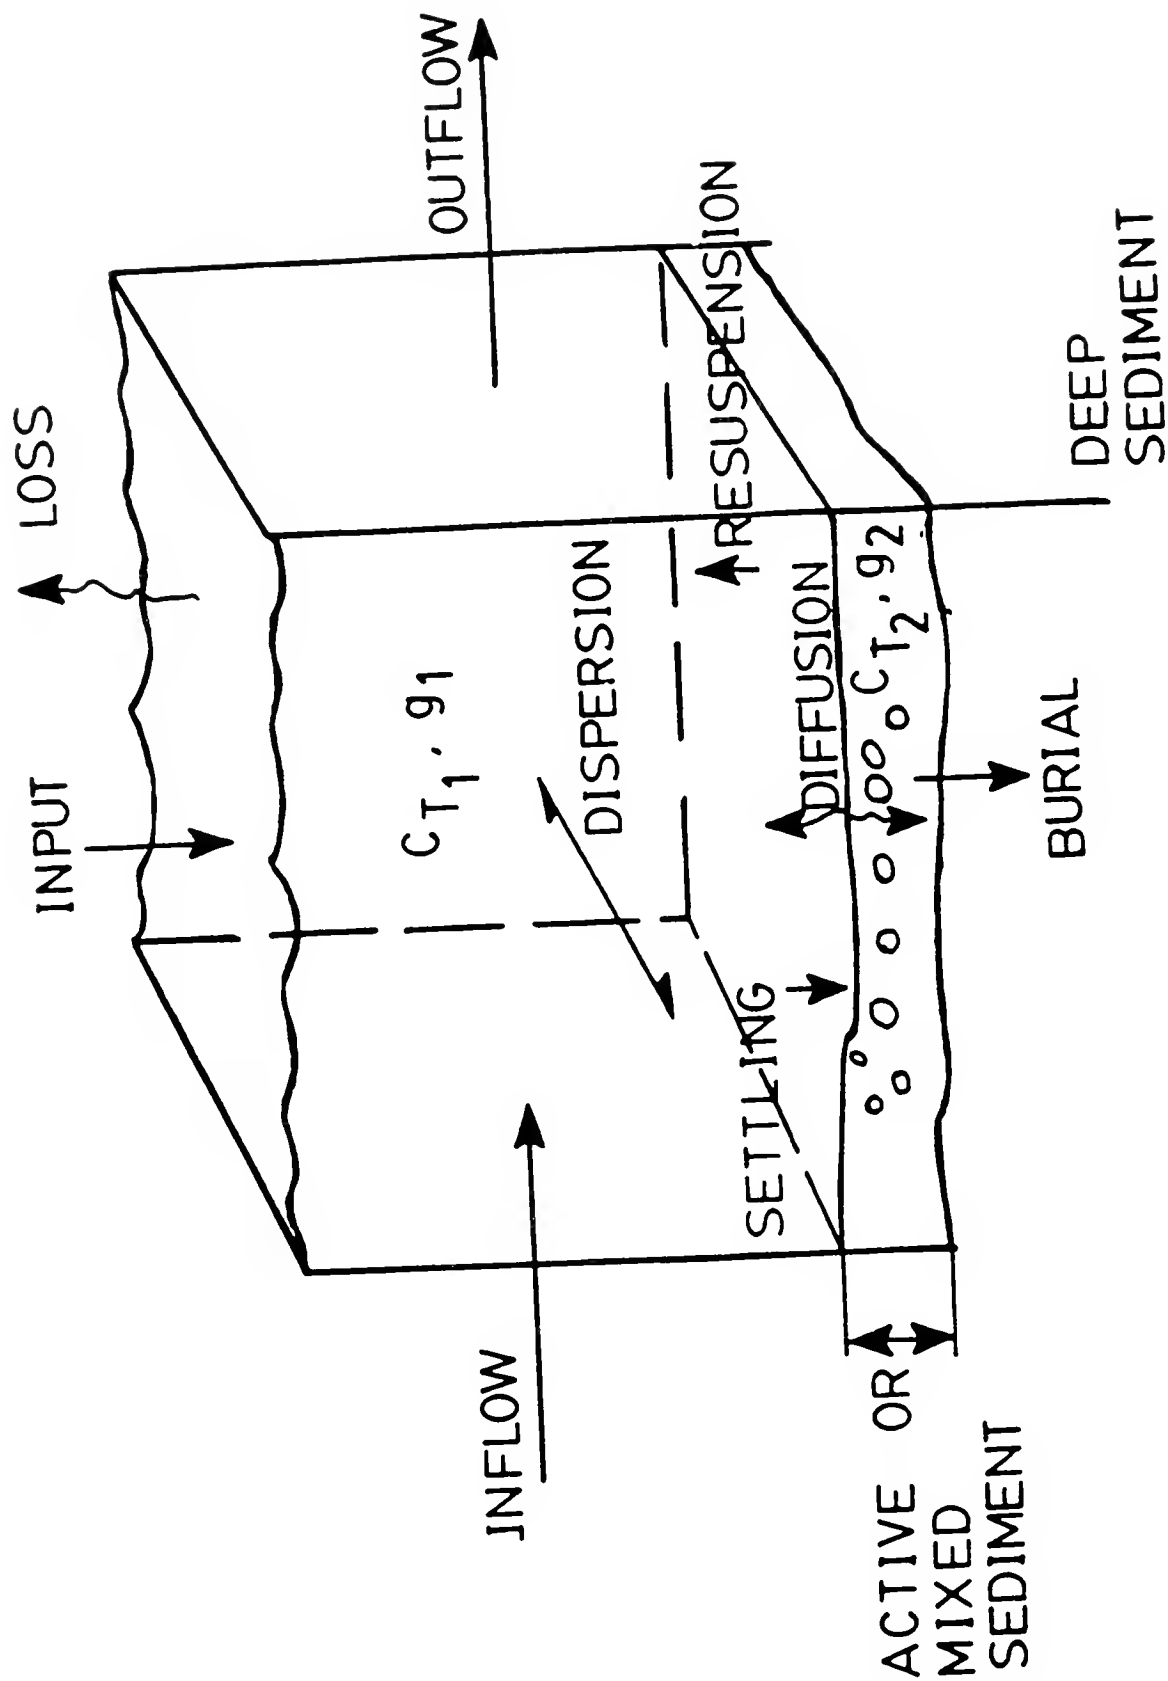 INPUT
LOSS
C T1, g1
INFLOW
OUTFLOW
DISPERSION
SETTLING
DIFFUSION
RESUSPENSION
C T2, g2
ACTIVE OR
MIXED
SEDIMENT
BURIAL
DEEP
SEDIMENT